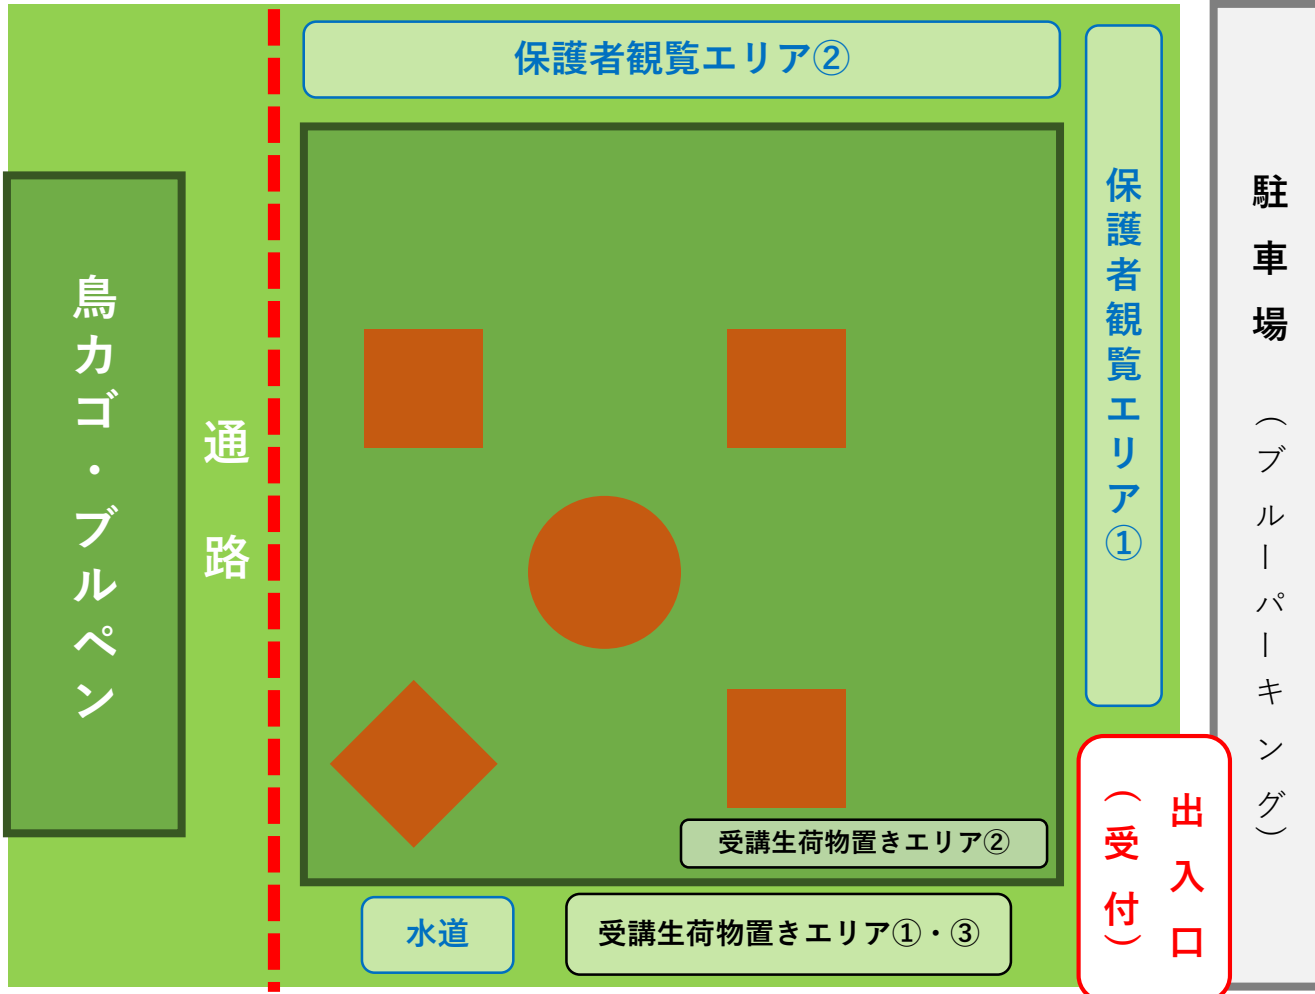 保護者観覧エリア②
保護者観覧エリア①
駐車場（ブルーパーキング）
鳥カゴ・ブルペン
通路
受講生荷物置きエリア②
出入口
（受付）
水道
受講生荷物置きエリア①・③